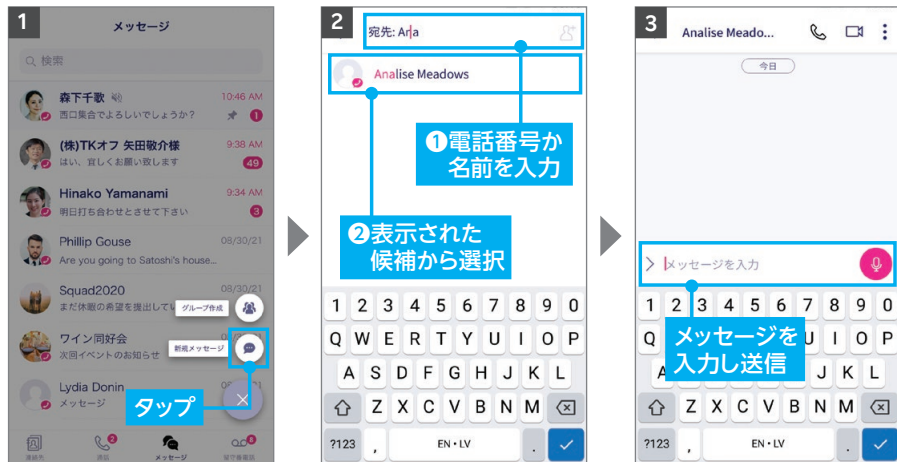 1
メッセージ
検索
森下千歌
10:46 AM
西口集合でよろしいでしょうか?
1
(株)TKオフ 矢田敬介様
9:38 AM
はい、宜しくお願い致します
49
Hinako Yamanami
9:34 AM
明日打ち合わせとさせて下さい
3
Phillip Gouse
08/30/21
Are you going to Satoshi's house...
Squad2020
08/30/21
まだ休暇の希望を提出してい
グループ作成
ワイン同好会
次回イベントのお知らせ
新規メッセージ
Lydia Donin
メッセージ
タップ
連絡先
通話
2
メッセージ
留守番電話
6
2
宛先: Ana
Analise Meadows
❶電話番号か
名前を入力
❷表示された
候補から選択
1 2 3 4 5 6 7 8 9 0
Q W E R T Y U I O P
A S D F G H J K L
Z X C V B N M
?123 , EN • LV .
3
Analise Meado...
今日
メッセージを入力
1 2 3 4 5 6 7 8 9 0
Q U I O P
メッセージを
入力し送信
A J K L
Z X C V B N M
?123 , EN • LV .